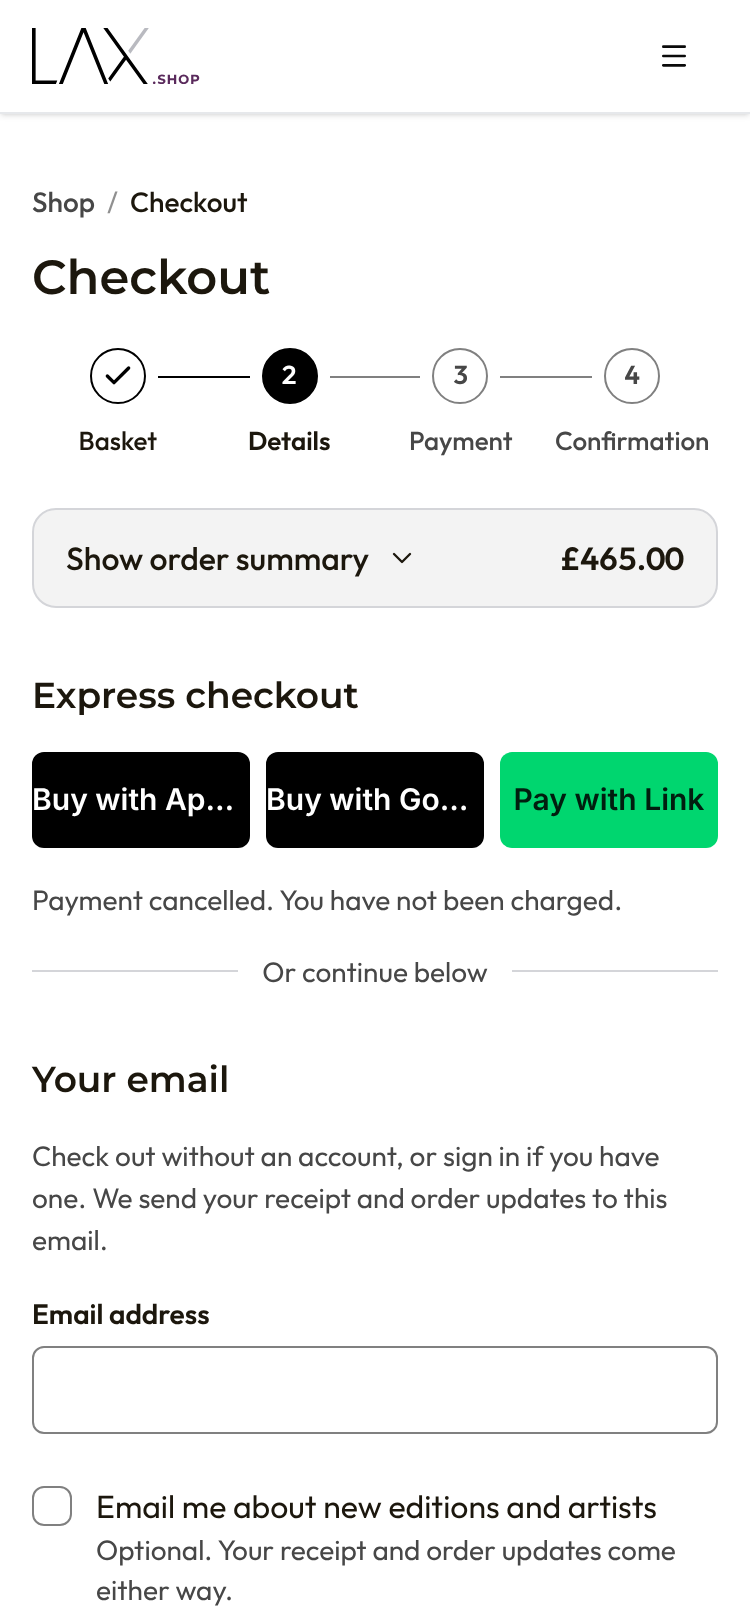 LAX.SHOP
Shop / Checkout
Checkout
2
3
4
Basket
Details
Payment
Confirmation
Show order summary
£465.00
Express checkout
Buy with Ap...
Buy with Go...
Pay with Link
Payment cancelled. You have not been charged.
Or continue below
Your email
Check out without an account, or sign in if you have
one. We send your receipt and order updates to this
email.
Email address
Email me about new editions and artists
Optional. Your receipt and order updates come
either way.